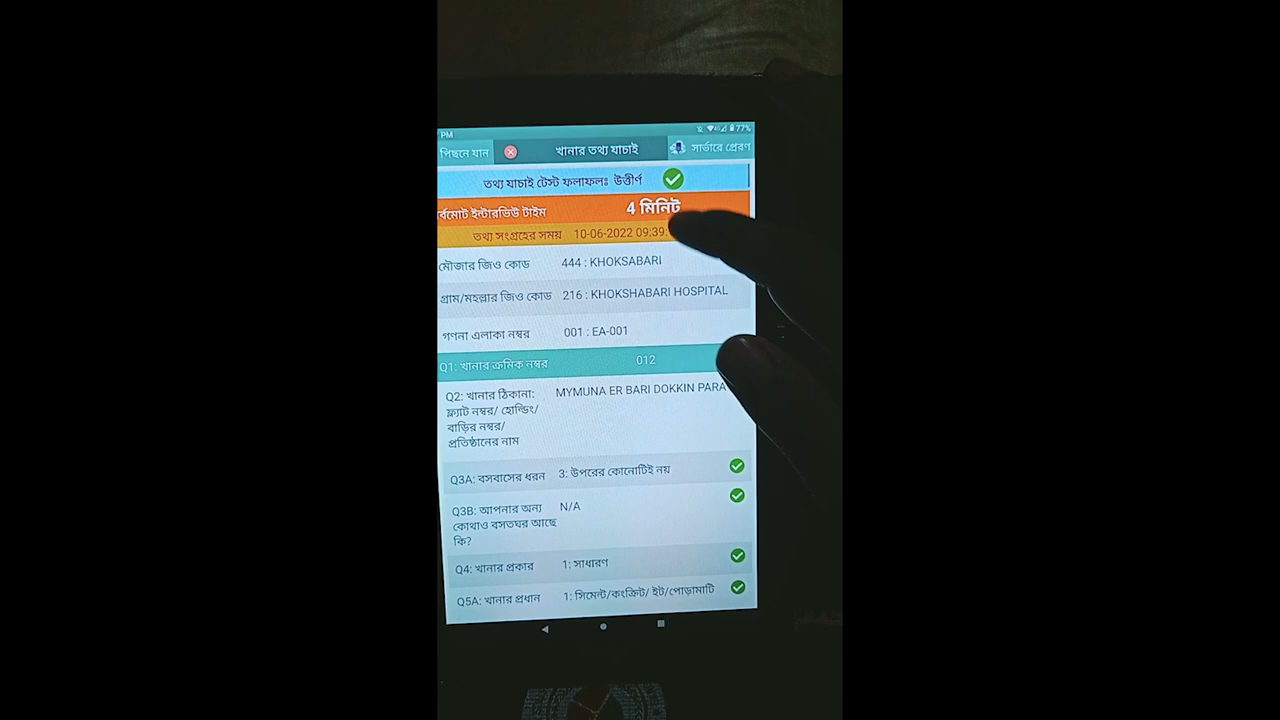 PM 77%
পিছনে যান খানার তথ্য যাচাই সার্ভারে প্রেরণ
তথ্য যাচাই টেস্ট ফলাফলঃ উত্তীর্ণ
র্বমোট ইন্টারভিউ টাইম 4 মিনিট
তথ্য সংগ্রহের সময় 10-06-2022 09:39:
মৌজার জিও কোড 444 : KHOKSABARI
গ্রাম/মহল্লার জিও কোড 216 : KHOKSHABARI HOSPITAL
গণনা এলাকা নম্বর 001 : EA-001
Q1: খানার ক্রমিক নম্বর 012
Q2: খানার ঠিকানা: MYMUNA ER BARI DOKKIN PARA
ফ্ল্যাট নম্বর/ হোল্ডিং/
বাড়ির নম্বর/
প্রতিষ্ঠানের নাম
Q3A: বসবাসের ধরন 3: উপরের কোনোটিই নয়
Q3B: আপনার অন্য N/A
কোথাও বসতঘর আছে
কি?
Q4: খানার প্রকার 1: সাধারণ
Q5A: খানার প্রধান 1: সিমেন্ট/কংক্রিট/ ইট/পোড়ামাটি